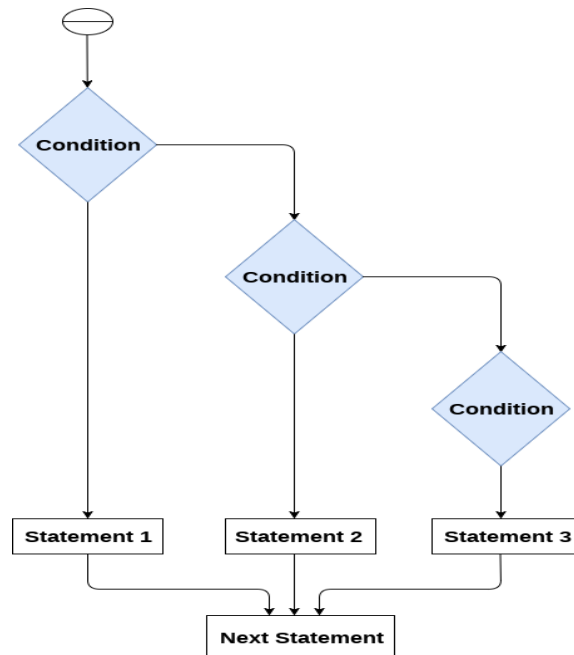 Condition
Condition
Condition
Statement 1
Statement 2
Statement 3
Next Statement